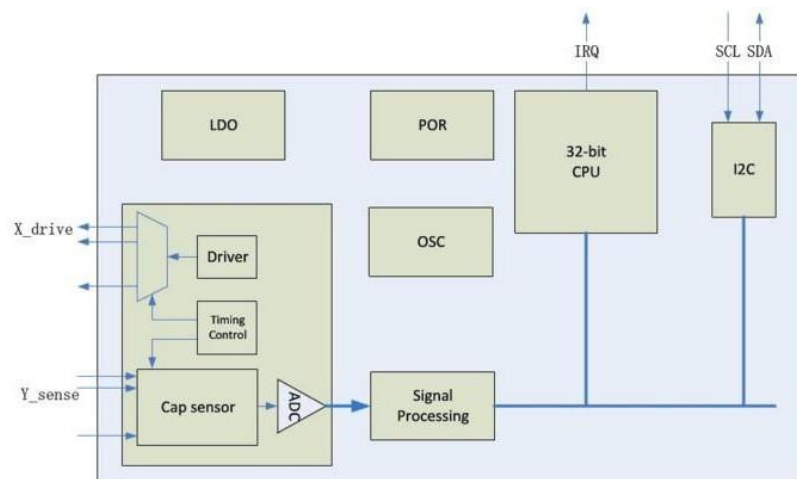 IRQ
SCL SDA
LDO
POR
32-bit
CPU
I2C
X_drive
Driver
OSC
Timing
Control
Y_sense
Cap sensor
ADC
Signal
Processing